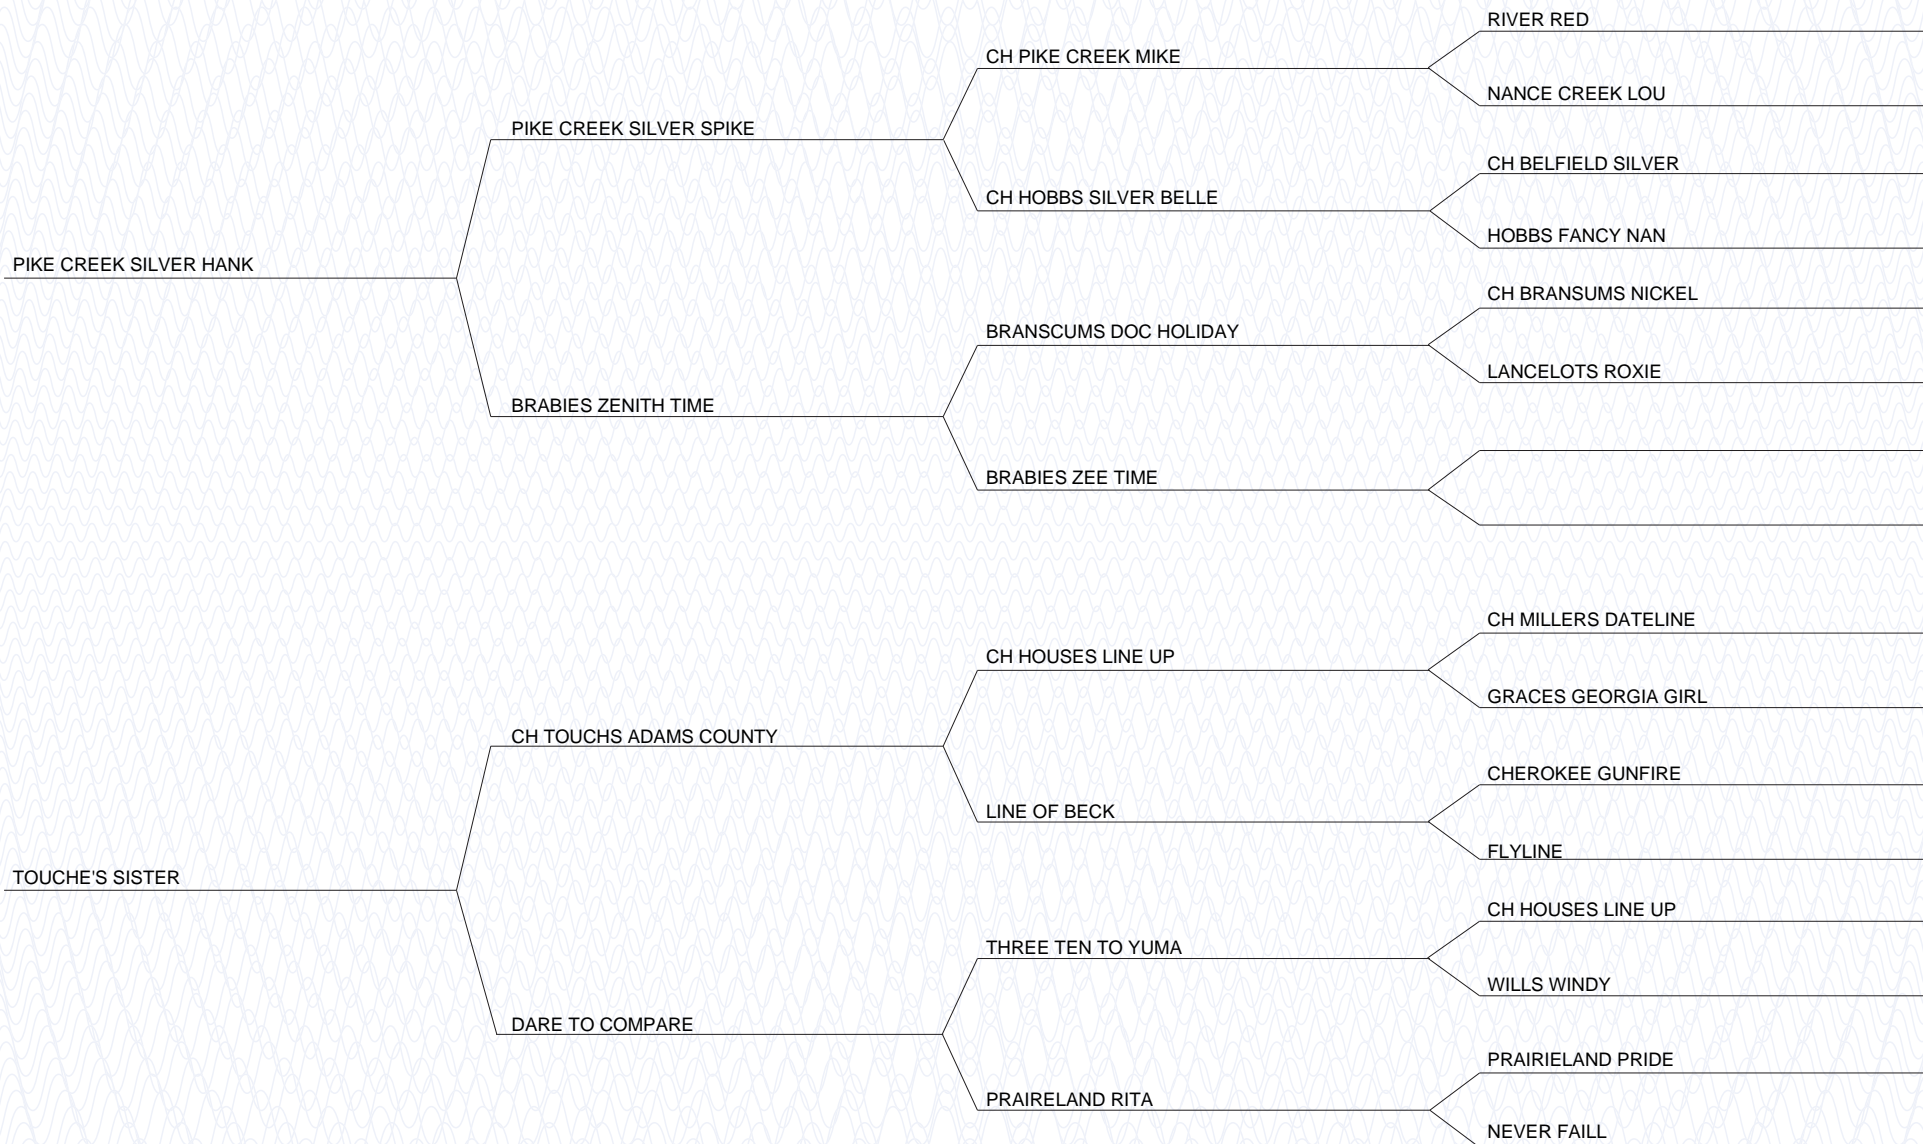 RIVER RED
CH PIKE CREEK MIKE
NANCE CREEK LOU
PIKE CREEK SILVER SPIKE
CH BELFIELD SILVER
CH HOBBS SILVER BELLE
HOBBS FANCY NAN
PIKE CREEK SILVER HANK
CH BRANSUMS NICKEL
BRANSCUMS DOC HOLIDAY
LANCELOTS ROXIE
BRABIES ZENITH TIME
BRABIES ZEE TIME
CH MILLERS DATELINE
CH HOUSES LINE UP
GRACES GEORGIA GIRL
CH TOUCHS ADAMS COUNTY
CHEROKEE GUNFIRE
LINE OF BECK
FLYLINE
TOUCHE'S SISTER
CH HOUSES LINE UP
THREE TEN TO YUMA
WILLS WINDY
DARE TO COMPARE
PRAIRIELAND PRIDE
PRAIRELAND RITA
NEVER FAILL